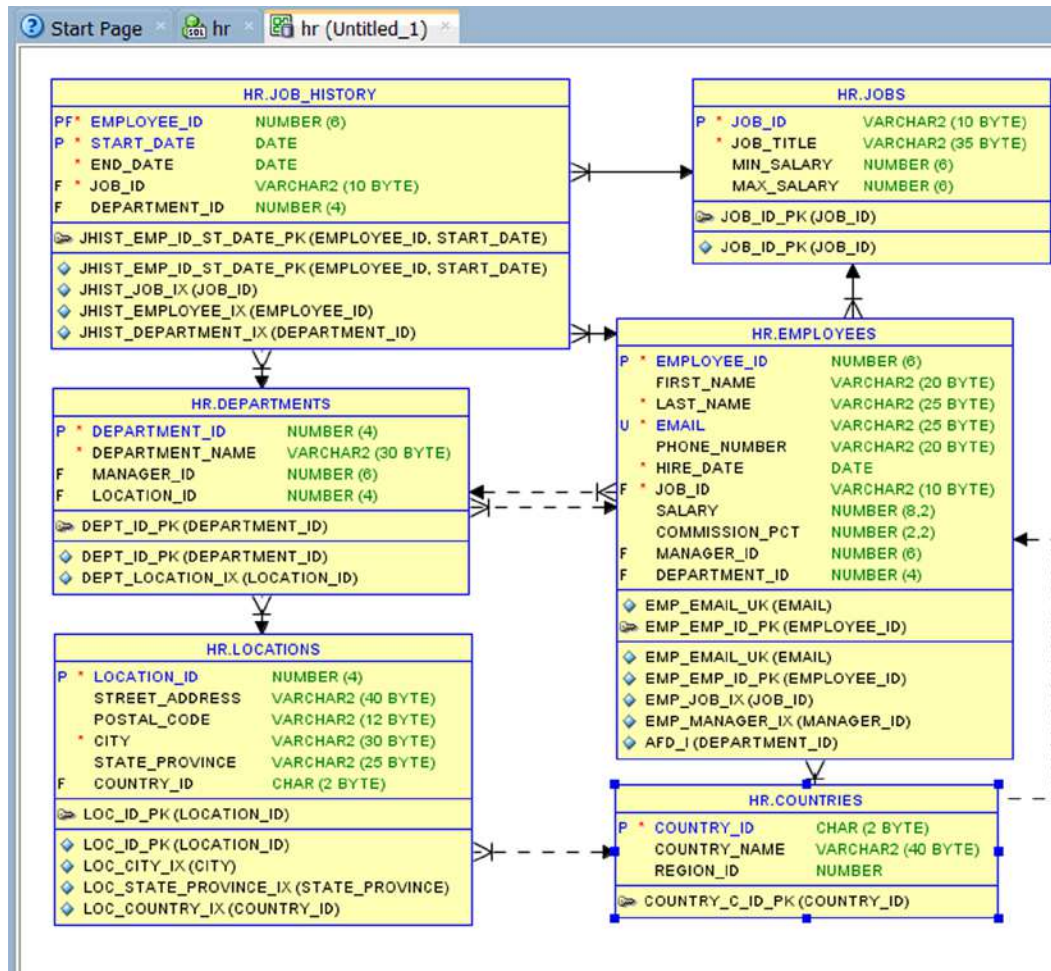 Start Page
hr
hr (Untitled_1)
HR.JOB_HISTORY
PF* EMPLOYEE_ID NUMBER (6)
P * START_DATE DATE
* END_DATE DATE
F * JOB_ID VARCHAR2 (10 BYTE)
F DEPARTMENT_ID NUMBER (4)
JHIST_EMP_ID_ST_DATE_PK (EMPLOYEE_ID, START_DATE)
JHIST_EMP_ID_ST_DATE_PK (EMPLOYEE_ID, START_DATE)
JHIST_JOB_IX (JOB_ID)
JHIST_EMPLOYEE_IX (EMPLOYEE_ID)
JHIST_DEPARTMENT_IX (DEPARTMENT_ID)
HR.JOBS
P * JOB_ID VARCHAR2 (10 BYTE)
* JOB_TITLE VARCHAR2 (35 BYTE)
MIN_SALARY NUMBER (6)
MAX_SALARY NUMBER (6)
JOB_ID_PK (JOB_ID)
JOB_ID_PK (JOB_ID)
HR.EMPLOYEES
P * EMPLOYEE_ID NUMBER (6)
FIRST_NAME VARCHAR2 (20 BYTE)
* LAST_NAME VARCHAR2 (25 BYTE)
U * EMAIL VARCHAR2 (25 BYTE)
PHONE_NUMBER VARCHAR2 (20 BYTE)
* HIRE_DATE DATE
F * JOB_ID VARCHAR2 (10 BYTE)
SALARY NUMBER (8,2)
COMMISSION_PCT NUMBER (2,2)
F MANAGER_ID NUMBER (6)
F DEPARTMENT_ID NUMBER (4)
EMP_EMAIL_UK (EMAIL)
EMP_EMP_ID_PK (EMPLOYEE_ID)
EMP_EMAIL_UK (EMAIL)
EMP_EMP_ID_PK (EMPLOYEE_ID)
EMP_JOB_IX (JOB_ID)
EMP_MANAGER_IX (MANAGER_ID)
AFD_I (DEPARTMENT_ID)
HR.DEPARTMENTS
P * DEPARTMENT_ID NUMBER (4)
* DEPARTMENT_NAME VARCHAR2 (30 BYTE)
F MANAGER_ID NUMBER (6)
F LOCATION_ID NUMBER (4)
DEPT_ID_PK (DEPARTMENT_ID)
DEPT_ID_PK (DEPARTMENT_ID)
DEPT_LOCATION_IX (LOCATION_ID)
HR.LOCATIONS
P * LOCATION_ID NUMBER (4)
STREET_ADDRESS VARCHAR2 (40 BYTE)
POSTAL_CODE VARCHAR2 (12 BYTE)
* CITY VARCHAR2 (30 BYTE)
STATE_PROVINCE VARCHAR2 (25 BYTE)
F COUNTRY_ID CHAR (2 BYTE)
LOC_ID_PK (LOCATION_ID)
LOC_ID_PK (LOCATION_ID)
LOC_CITY_IX (CITY)
LOC_STATE_PROVINCE_IX (STATE_PROVINCE)
LOC_COUNTRY_IX (COUNTRY_ID)
HR.COUNTRIES
P * COUNTRY_ID CHAR (2 BYTE)
COUNTRY_NAME VARCHAR2 (40 BYTE)
REGION_ID NUMBER
COUNTRY_C_ID_PK (COUNTRY_ID)